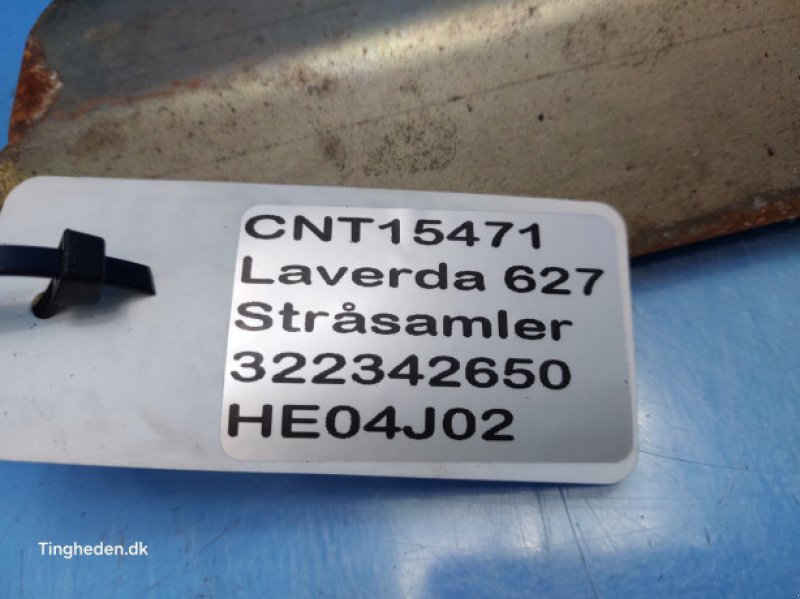 CNT15471
Laverda 627
Stråsamler
322342650
HE04J02
Tingheden.dk